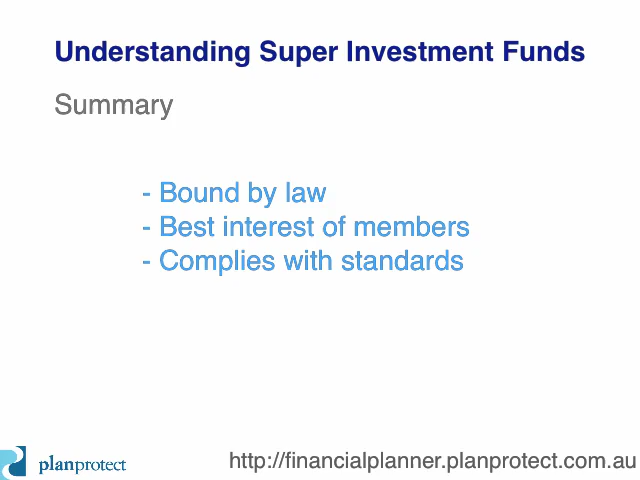 Understanding Super Investment Funds
Summary
- Bound by law
- Best interest of members
- Complies with standards
planprotect
http://financialplanner.planprotect.com.au